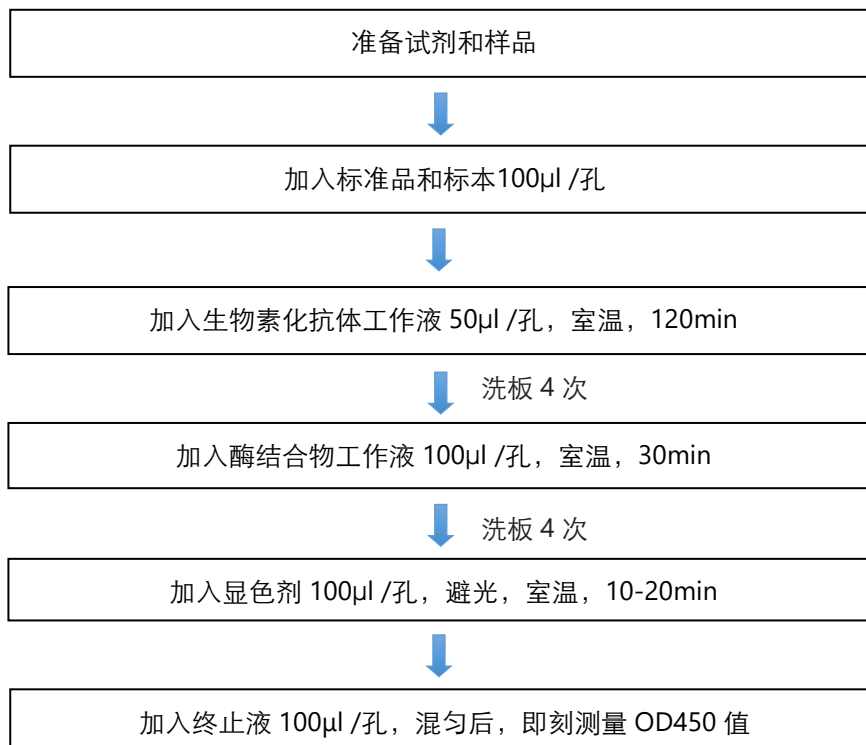 准备试剂和样品
加入标准品和标本100μl /孔
加入生物素化抗体工作液 50μl /孔，室温，120min
洗板 4 次
加入酶结合物工作液 100μl /孔，室温，30min
洗板 4 次
加入显色剂 100μl /孔，避光，室温，10-20min
加入终止液 100μl /孔，混匀后，即刻测量 OD450 值